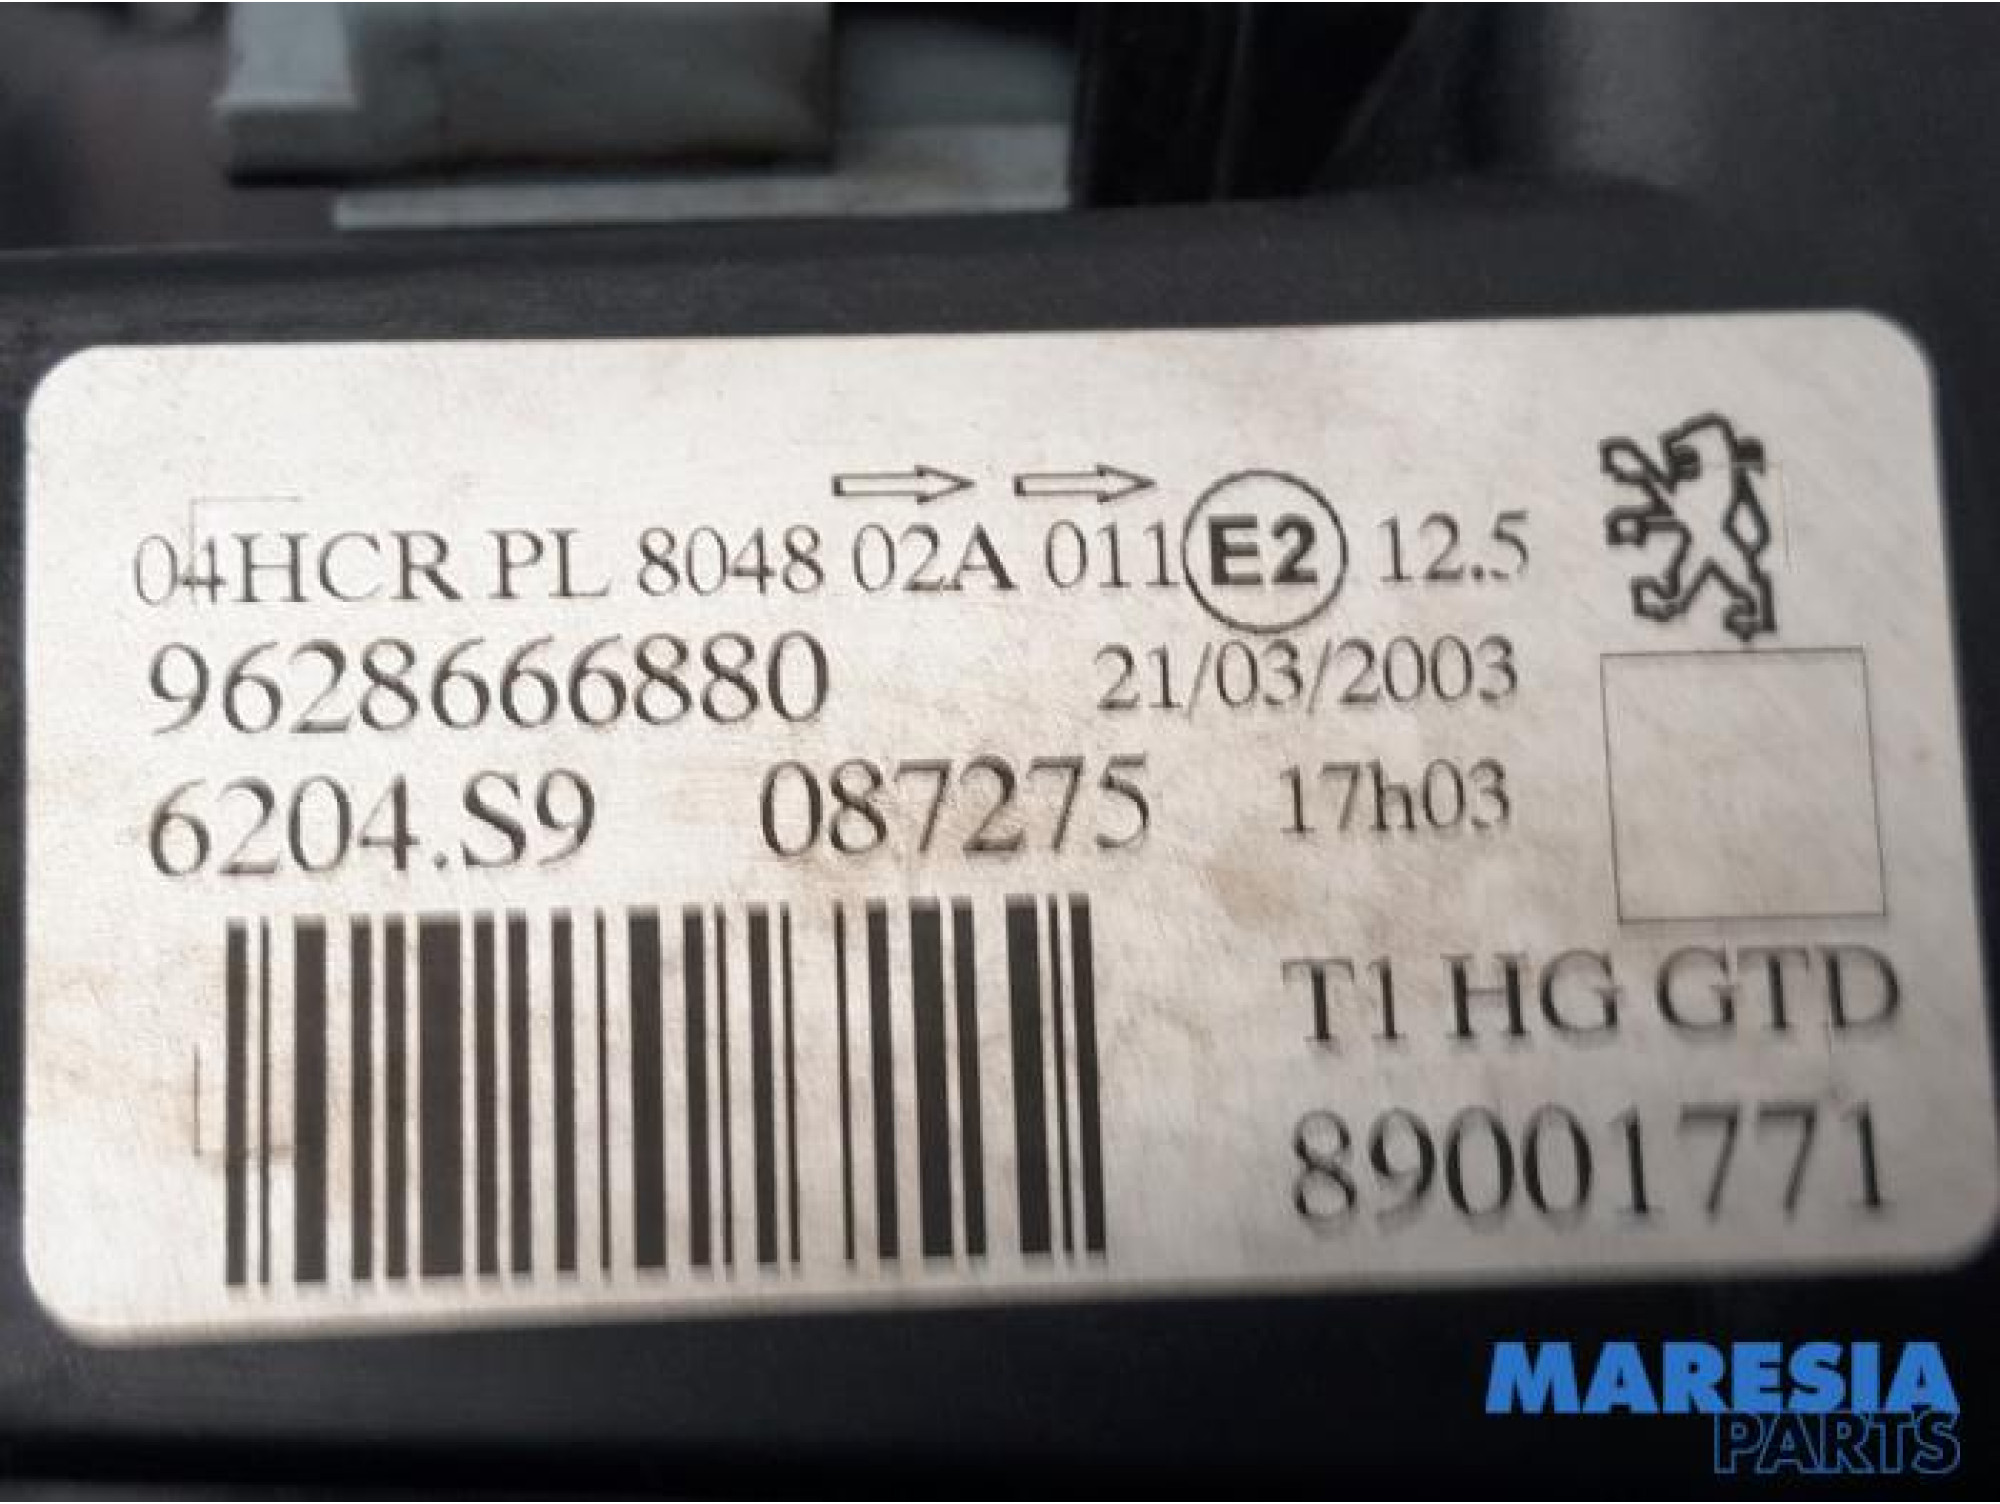 04HCR PL 8048 02A 011 E2 12.5
9628666880 21/03/2003
6204.S9 087275 17h03
T1 HG GTD
89001771
MARESIA
PARTS